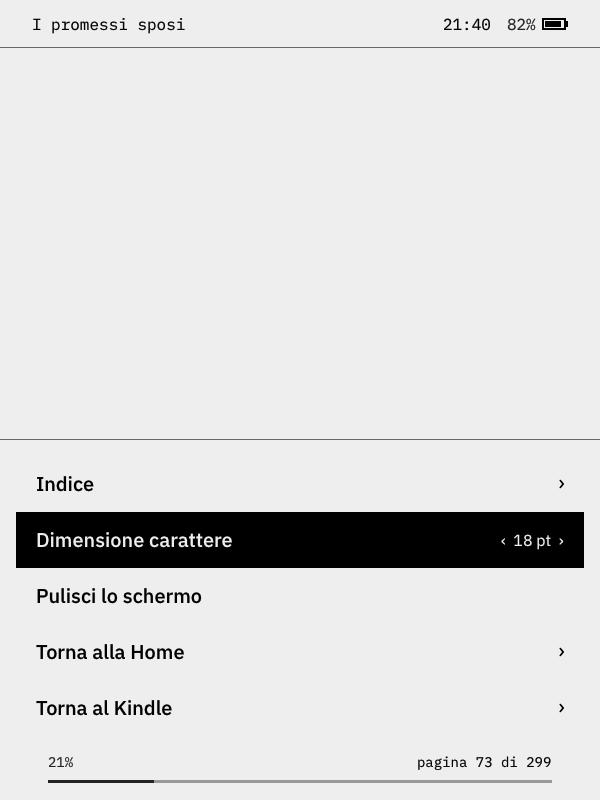 I promessi sposi 21:40 82%
Indice ›
Dimensione carattere ‹ 18 pt ›
Pulisci lo schermo
Torna alla Home ›
Torna al Kindle ›
21% pagina 73 di 299